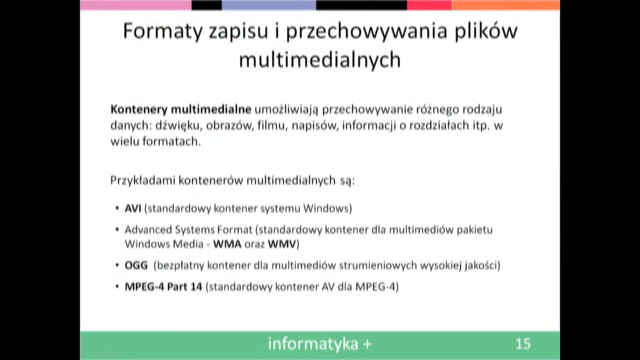 Formaty zapisu i przechowywania plików
multimedialnych
Kontenery multimedialne umożliwiają przechowywanie różnego rodzaju
danych: dźwięku, obrazów, filmu, napisów, informacji o rozdziałach itp. w
wielu formatach.
Przykładami kontenerów multimedialnych są:
• AVI (standardowy kontener systemu Windows)
• Advanced Systems Format (standardowy kontener dla multimediów pakietu
Windows Media - WMA oraz WMV)
• OGG (bezpłatny kontener dla multimediów strumieniowych wysokiej jakości)
• MPEG-4 Part 14 (standardowy kontener AV dla MPEG-4)
informatyka + 15